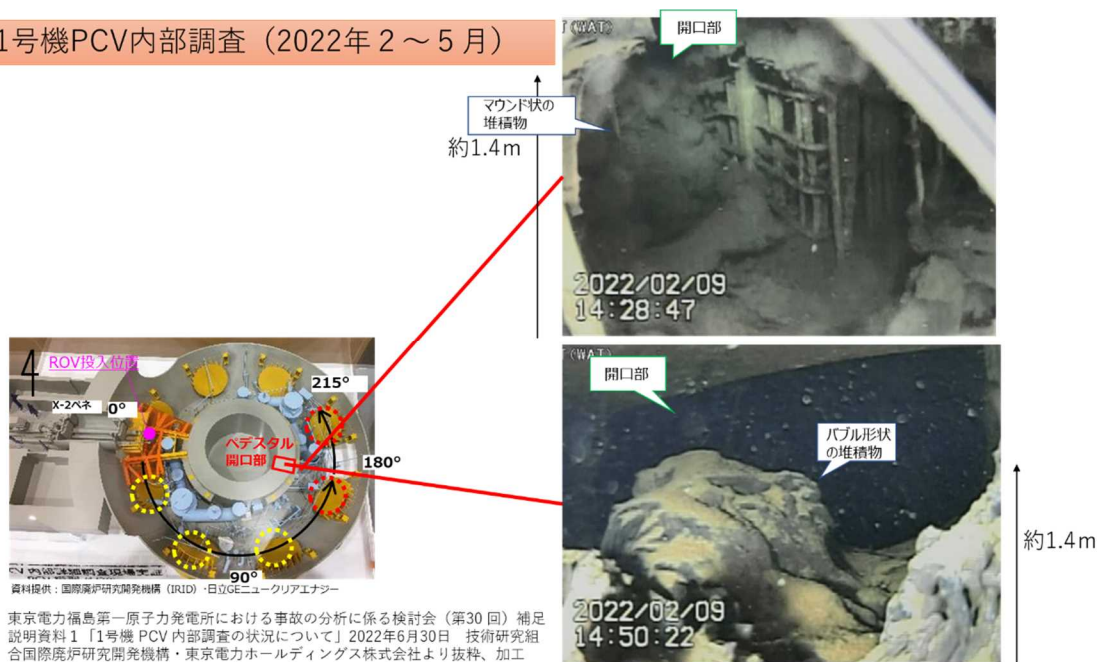 1号機PCV内部調査（2022年２～５月）
(WAT)
開口部
マウンド状の
堆積物
約1.4m
2022/02/09
14:28:47
(WAT)
開口部
バブル形状
の堆積物
約1.4m
2022/02/09
14:50:22
ROV投入位置
X-2ペネ
0°
215°
ペデスタル
開口部
180°
90°
資料提供：国際廃炉研究開発機構（IRID）・日立GEニュークリアエナジー
東京電力福島第一原子力発電所における事故の分析に係る検討会（第30 回）補足
説明資料１「1号機 PCV 内部調査の状況について」2022年6月30日　技術研究組
合国際廃炉研究開発機構・東京電力ホールディングス株式会社より抜粋、加工